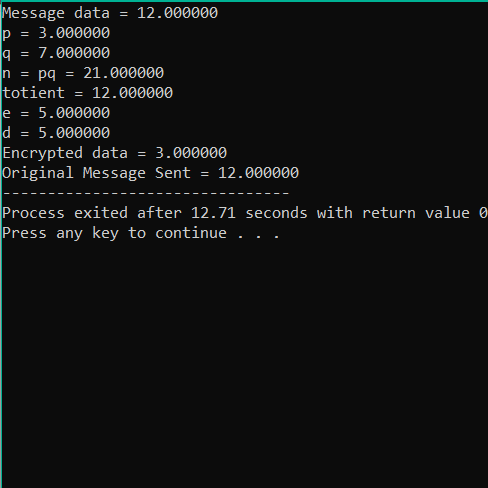 Message data = 12.000000
p = 3.000000
q = 7.000000
n = pq = 21.000000
totient = 12.000000
e = 5.000000
d = 5.000000
Encrypted data = 3.000000
Original Message Sent = 12.000000
--------------------------------
Process exited after 12.71 seconds with return value 0
Press any key to continue . . .